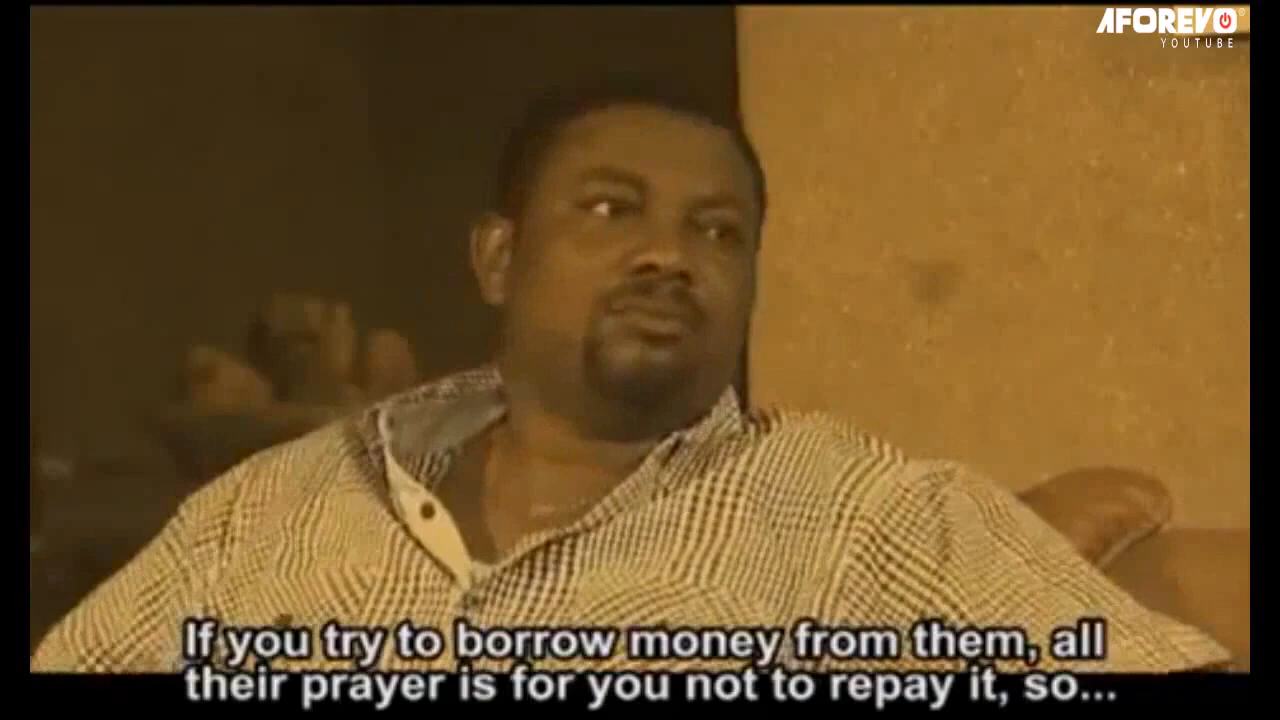 AFOREVO
YOUTUBE
If you try to borrow money from them, all
their prayer is for you not to repay it, so...